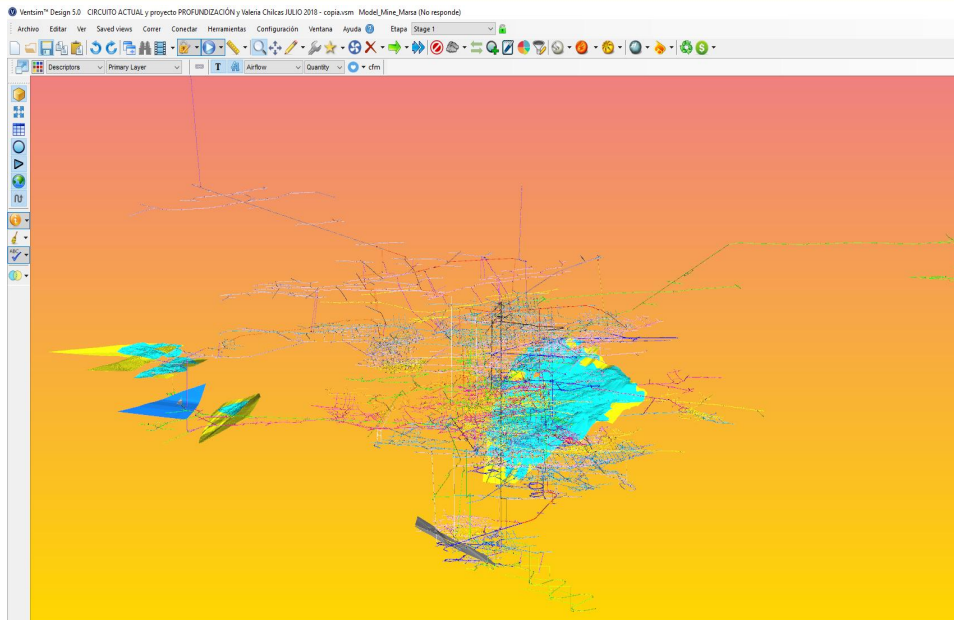 Ventsim™ Design 5.0 CIRCUITO ACTUAL y proyecto PROFUNDIZACIÓN y Valeria Chilcas JULIO 2018 - copia.vsm Model_Mine_Marsa (No responde)
Archivo Editar Ver Saved views Correr Conectar Herramientas Configuración Ventana Ayuda ? Etapa Stage 1
Descriptors Primary Layer T Airflow Quantity cfm
ABC